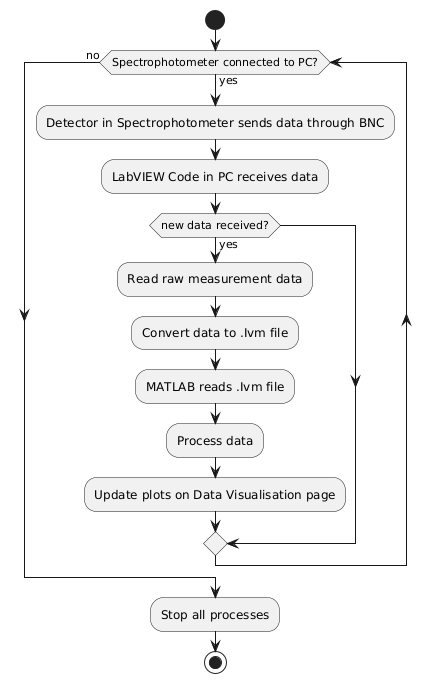 no
Spectrophotometer connected to PC?
yes
Detector in Spectrophotometer sends data through BNC
LabVIEW Code in PC receives data
new data received?
yes
Read raw measurement data
Convert data to .lvm file
MATLAB reads .lvm file
Process data
Update plots on Data Visualisation page
Stop all processes